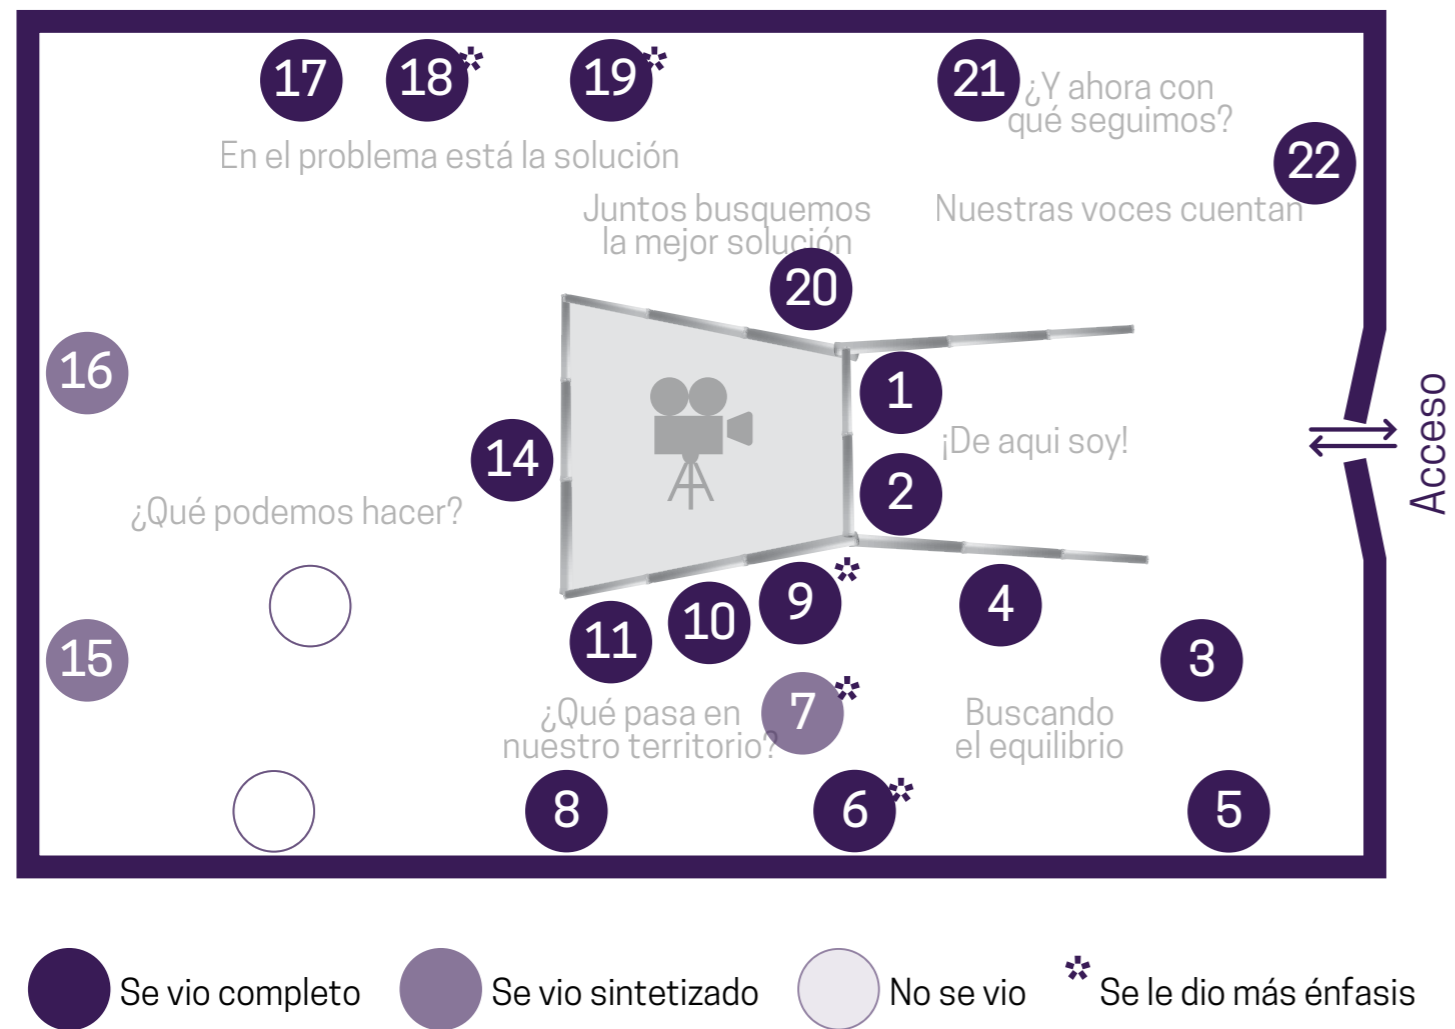 17
18*
19*
21
¿Y ahora con
qué seguimos?
En el problema está la solución
22
Juntos busquemos
la mejor solución
Nuestras voces cuentan
20
16
1
¡De aqui soy!
Acceso
14
2
¿Qué podemos hacer?
9*
4
10
11
3
15
7*
¿Qué pasa en
nuestro territorio?
Buscando
el equilibrio
8
6*
5
Se vio completo
Se vio sintetizado
No se vio
* Se le dio más énfasis